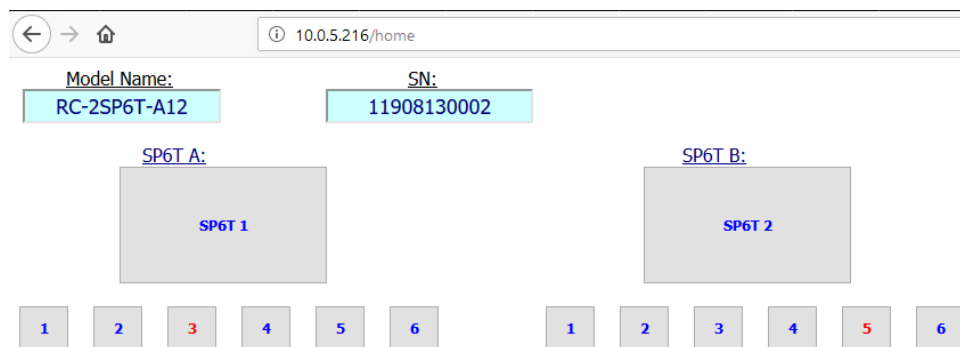 10.0.5.216/home
Model Name: SN:
RC-2SP6T-A12 11908130002
SP6T A: SP6T B:
SP6T 1 SP6T 2
1 2 3 4 5 6 1 2 3 4 5 6